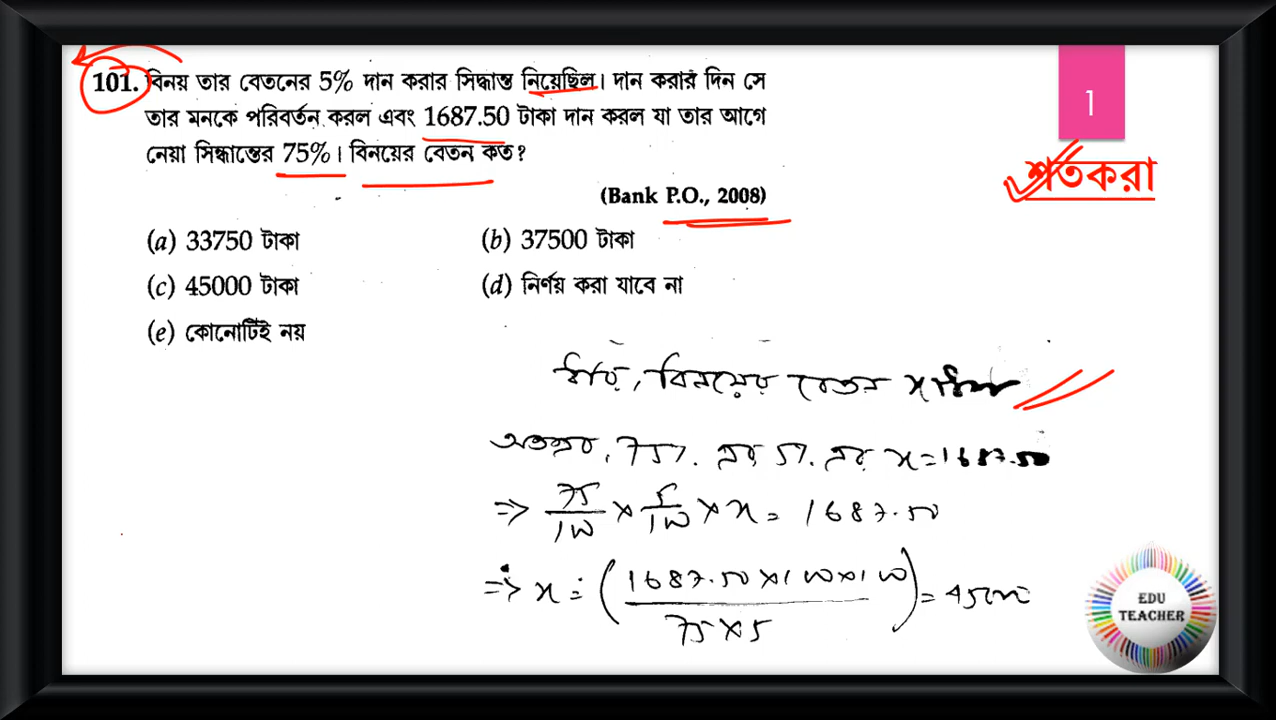 101. বিনয় তার বেতনের 5% দান করার সিদ্ধান্ত নিয়েছিল। দান করার দিন সে
তার মনকে পরিবর্তন করল এবং 1687.50 টাকা দান করল যা তার আগে
নেয়া সিদ্ধান্তের 75%। বিনয়ের বেতন কত?
(Bank P.O., 2008)
(a) 33750 টাকা
(b) 37500 টাকা
(c) 45000 টাকা
(d) নির্ণয় করা যাবে না
(e) কোনোটিই নয়
1
শর্তকরা
ধরি, বিনয়ের বেতন x
অতএব, 75%. এর 5%. এর x = 1687.50
⇒ 75/100 × 5/100 × x = 1687.50
⇒ x = (1687.50×100×100 / 75×5) = 45000
EDU
TEACHER